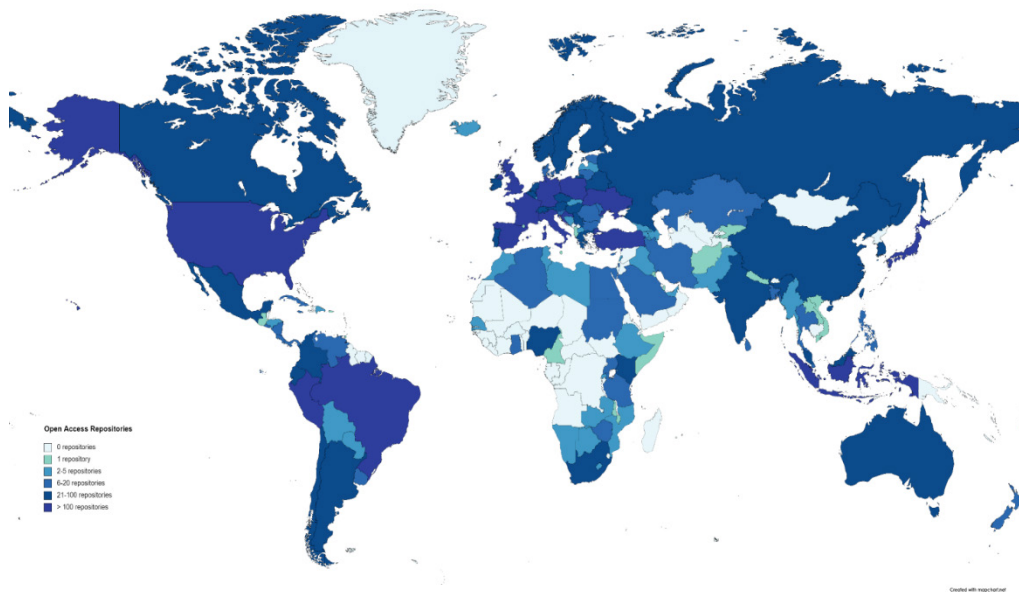 Open Access Repositories
0 repositories
1 repository
2-5 repositories
6-20 repositories
21-100 repositories
> 100 repositories
Created with mapchart.net